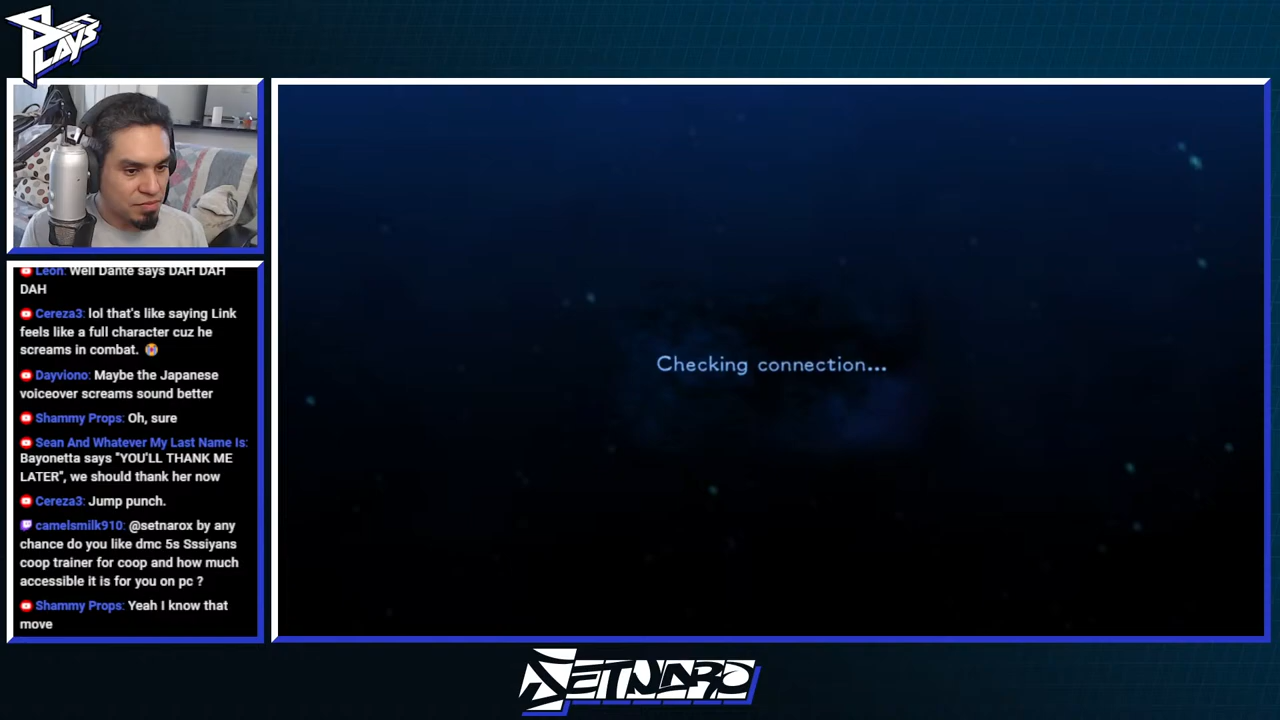 SET
PLAYS
Leon: Well Dante says DAH DAH
DAH
Cereza3: lol that's like saying Link
feels like a full character cuz he
screams in combat. 😭
Dayviono: Maybe the Japanese
voiceover screams sound better
Shammy Props: Oh, sure
Sean And Whatever My Last Name Is:
Bayonetta says "YOU'LL THANK ME
LATER", we should thank her now
Cereza3: Jump punch.
camelsmilk910: @setnarox by any
chance do you like dmc 5s Sssiyans
coop trainer for coop and how much
accessible it is for you on pc ?
Shammy Props: Yeah I know that
move
Checking connection...
SETNARO